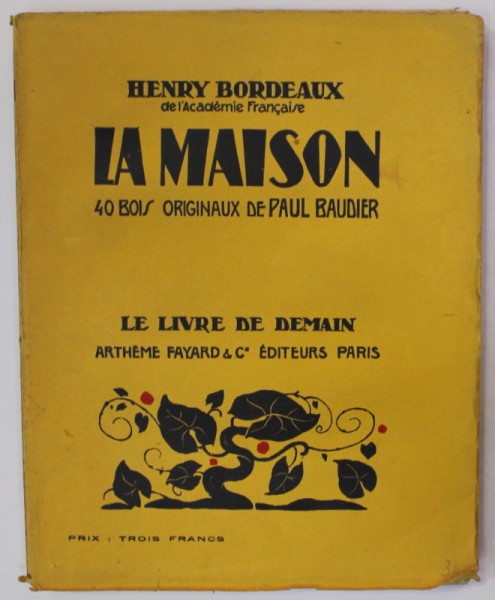 HENRY BORDEAUX
de l'Académie Française
LA MAISON
40 BOIS ORIGINAUX DE PAUL BAUDIER
LE LIVRE DE DEMAIN
ARTHÈME FAYARD & Cie ÉDITEURS PARIS
PRIX : TROIS FRANCS